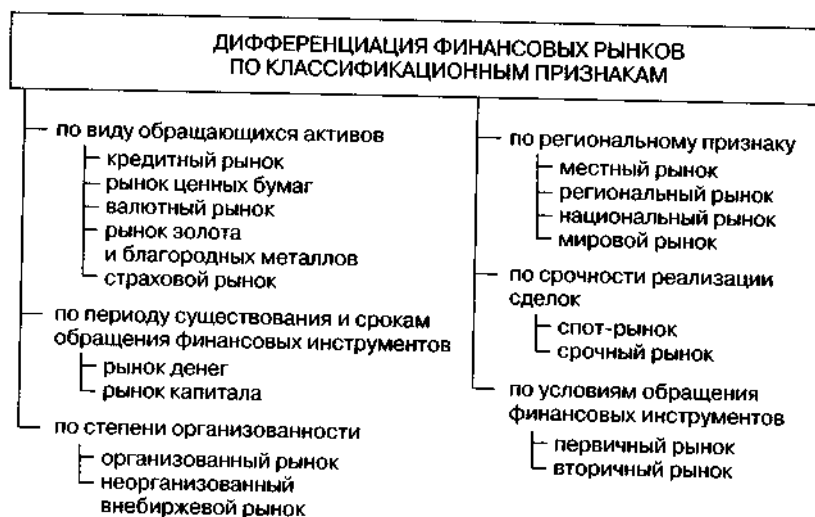 ДИФФЕРЕНЦИАЦИЯ ФИНАНСОВЫХ РЫНКОВ
ПО КЛАССИФИКАЦИОННЫМ ПРИЗНАКАМ
по виду обращающихся активов
кредитный рынок
рынок ценных бумаг
валютный рынок
рынок золота
и благородных металлов
страховой рынок
по периоду существования и срокам
обращения финансовых инструментов
рынок денег
рынок капитала
по степени организованности
организованный рынок
неорганизованный
внебиржевой рынок
по региональному признаку
местный рынок
региональный рынок
национальный рынок
мировой рынок
по срочности реализации
сделок
спот-рынок
срочный рынок
по условиям обращения
финансовых инструментов
первичный рынок
вторичный рынок